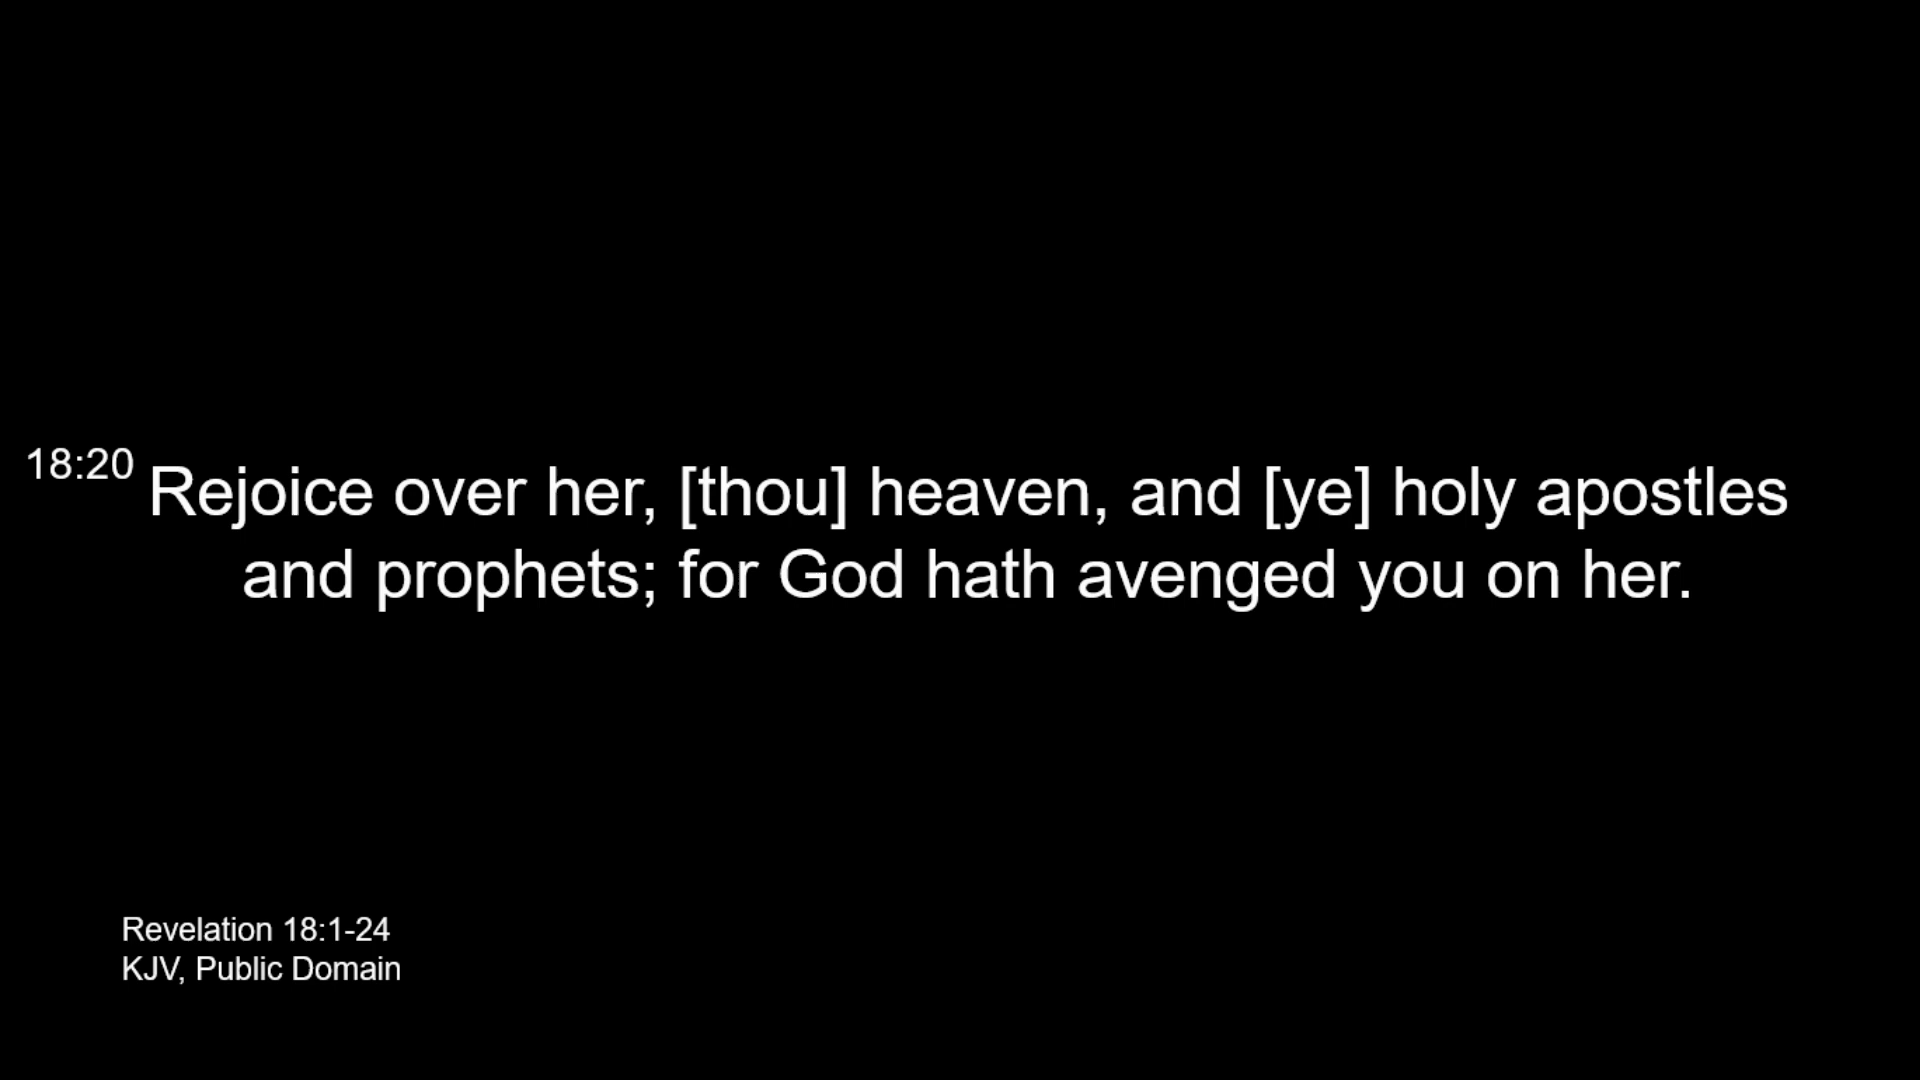 18:20 Rejoice over her, [thou] heaven, and [ye] holy apostles
and prophets; for God hath avenged you on her.
Revelation 18:1-24
KJV, Public Domain